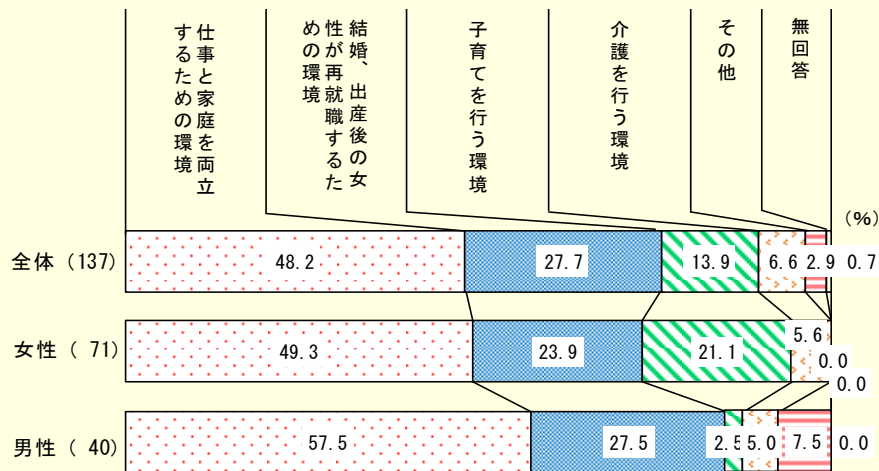 仕事と家庭を両立
するための環境
結婚、出産後の女
性が再就職するた
めの環境
子育てを行う環境
介護を行う環境
その他
無回答
(%)
全体 (137)
48.2
27.7
13.9
6.6
2.9
0.7
女性 ( 71)
49.3
23.9
21.1
5.6
0.0
0.0
男性 ( 40)
57.5
27.5
2.5
5.0
7.5
0.0